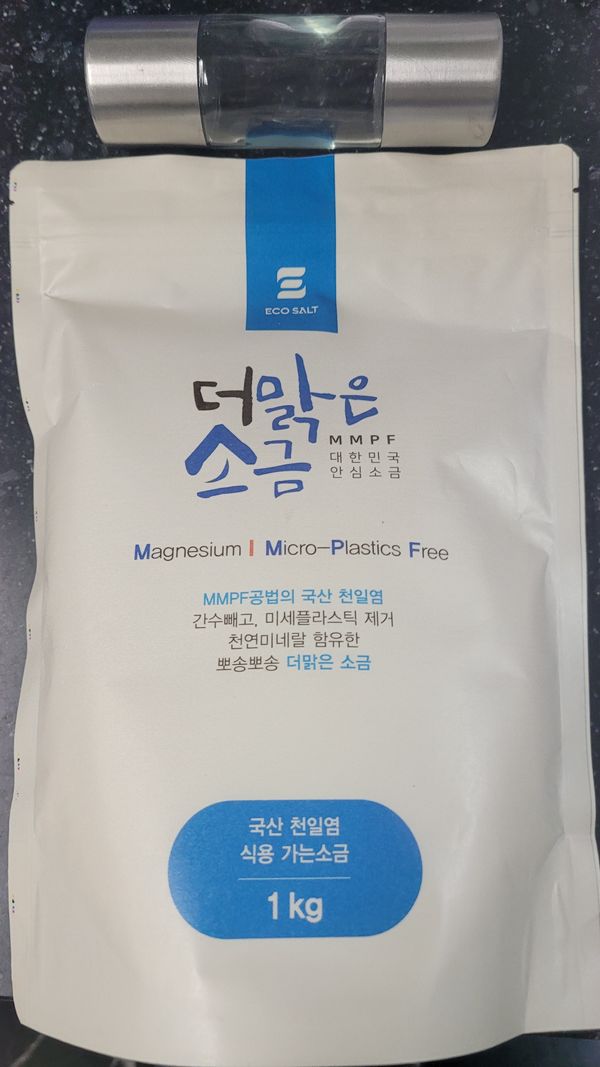 ECO SALT
더맑은
소금
MMPF
대한민국
안심소금
Magnesium | Micro-Plastics Free
MMPF공법의 국산 천일염
간수빼고, 미세플라스틱 제거
천연미네랄 함유한
뽀송뽀송 더맑은 소금
국산 천일염
식용 가는소금
1kg